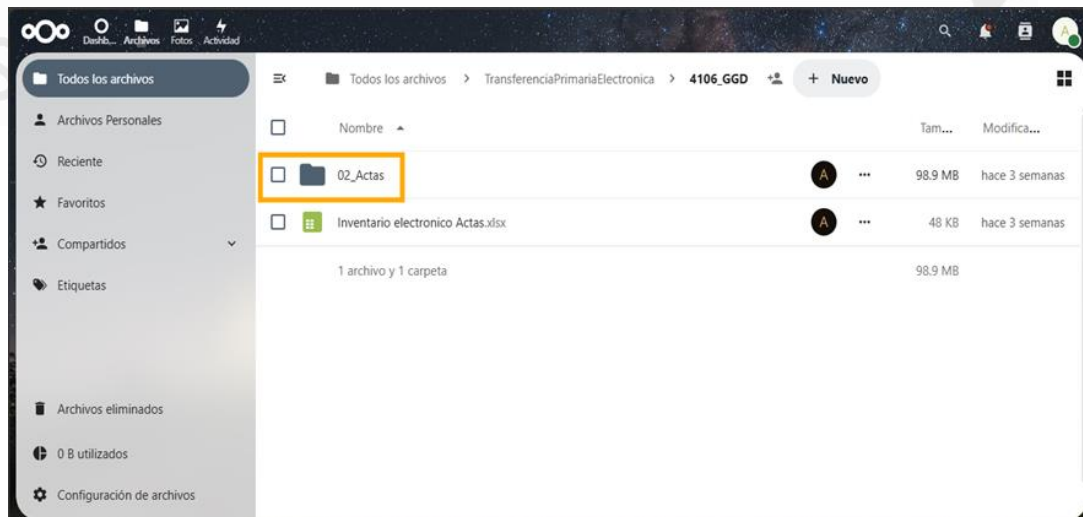 Dashb... Archivos Fotos Actividad
A
Todos los archivos
Archivos Personales
Reciente
Favoritos
Compartidos
Etiquetas
Archivos eliminados
0 B utilizados
Configuración de archivos
Todos los archivos > TransferenciaPrimariaElectronica > 4106_GGD + Nuevo
Nombre Tam... Modifica...
02_Actas A ... 98.9 MB hace 3 semanas
Inventario electronico Actas.xlsx A ... 48 KB hace 3 semanas
1 archivo y 1 carpeta 98.9 MB